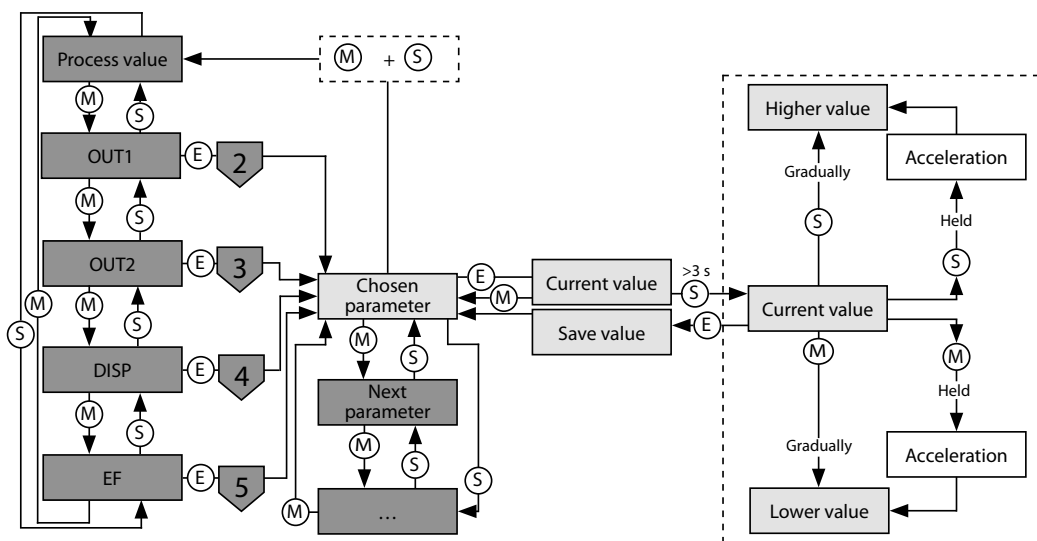 Process value
M + S
M
S
OUT1
E
2
M
S
OUT2
E
3
M
S
DISP
E
4
M
S
EF
E
5
S
M
Chosen
parameter
M
S
Next
parameter
M
S
…
M
S
E
M
Current value
Save value
>3 s
S
E
Higher value
Acceleration
Gradually
S
Held
S
Current value
M
M
Held
Gradually
Acceleration
Lower value